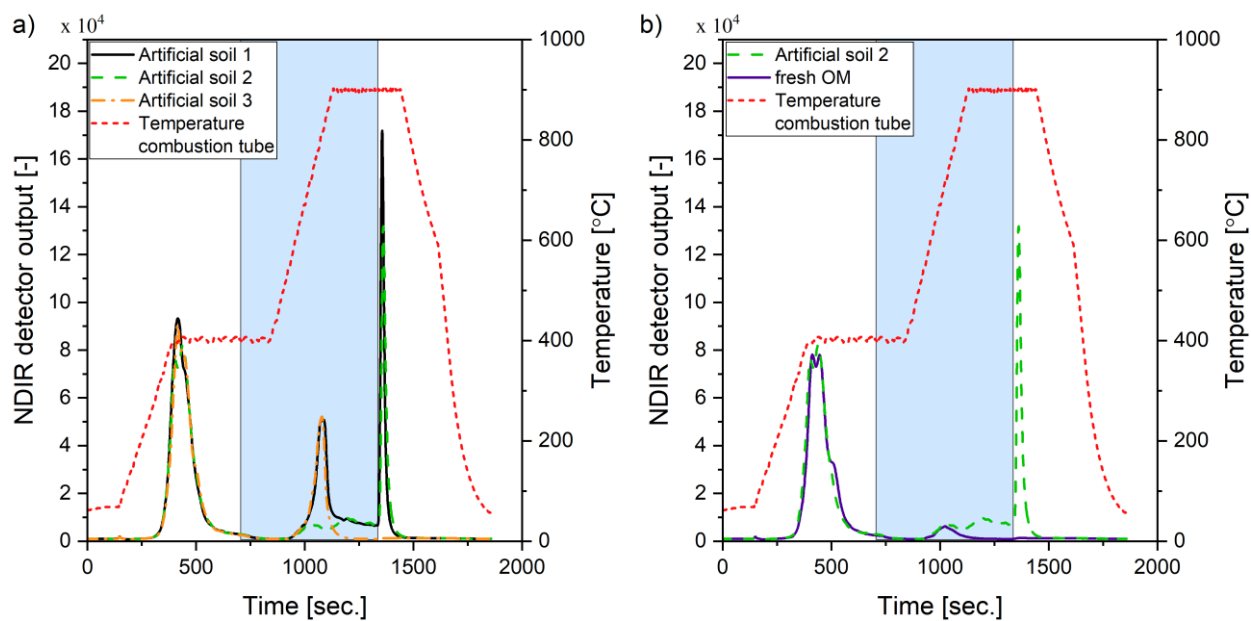 a)
x 10⁴
Artificial soil 1
Artificial soil 2
Artificial soil 3
Temperature
combustion tube
NDIR detector output [-]
20
18
16
14
12
10
8
6
4
2
0
1000
800
600
400
200
0
Temperature [°C]
0 500 1000 1500 2000
Time [sec.]
b)
x 10⁴
Artificial soil 2
fresh OM
Temperature
combustion tube
NDIR detector output [-]
20
18
16
14
12
10
8
6
4
2
0
1000
800
600
400
200
0
Temperature [°C]
0 500 1000 1500 2000
Time [sec.]